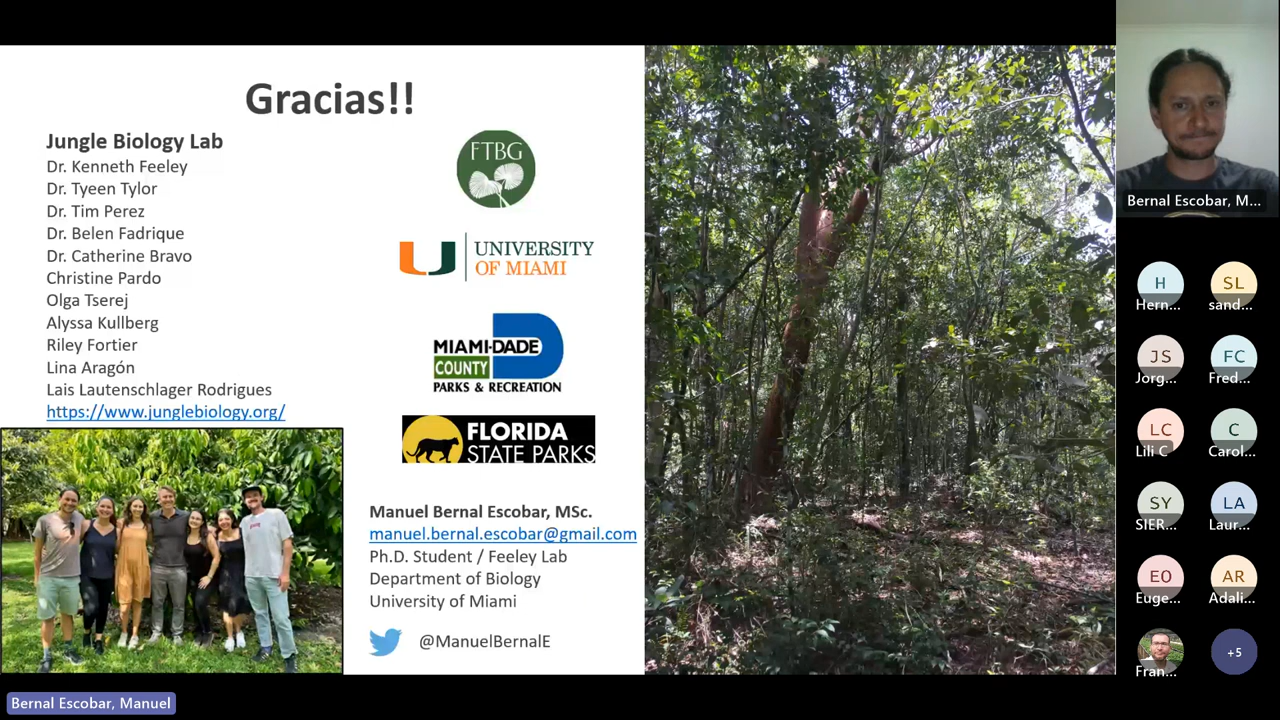 Gracias!!
Jungle Biology Lab
Dr. Kenneth Feeley
Dr. Tyeen Tylor
Dr. Tim Perez
Dr. Belen Fadrique
Dr. Catherine Bravo
Christine Pardo
Olga Tserej
Alyssa Kullberg
Riley Fortier
Lina Aragón
Lais Lautenschlager Rodrigues
https://www.junglebiology.org/
FTBG
UNIVERSITY
OF MIAMI
MIAMI-DADE
COUNTY
PARKS & RECREATION
FLORIDA
STATE PARKS
Manuel Bernal Escobar, MSc.
manuel.bernal.escobar@gmail.com
Ph.D. Student / Feeley Lab
Department of Biology
University of Miami
@ManuelBernalE
Bernal Escobar, M...
H
Hern...
SL
sand...
JS
Jorg...
FC
Fred...
LC
Lili C
C
Carol...
SY
SIER...
LA
Laur...
EO
Euge...
AR
Adali...
Fran...
+5
Bernal Escobar, Manuel